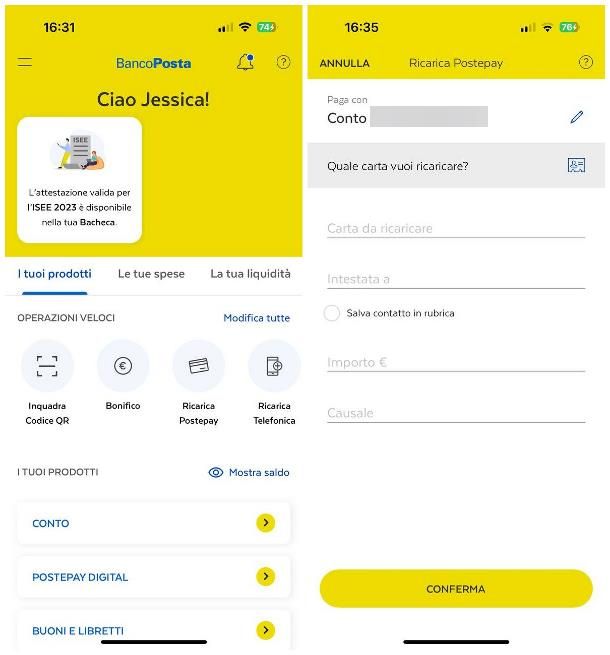 16:31
74
BancoPosta
?
Ciao Jessica!
ISEE
L'attestazione valida per
l'ISEE 2023 è disponibile
nella tua Bacheca.
I tuoi prodotti
Le tue spese
La tua liquidità
OPERAZIONI VELOCI
Modifica tutte
€
Inquadra
Codice QR
Bonifico
Ricarica
Postepay
Ricarica
Telefonica
I TUOI PRODOTTI
Mostra saldo
CONTO
POSTEPAY DIGITAL
BUONI E LIBRETTI
16:35
76
ANNULLA
Ricarica Postepay
?
Paga con
Conto
Quale carta vuoi ricaricare?
Carta da ricaricare
Intestata a
Salva contatto in rubrica
Importo €
Causale
CONFERMA